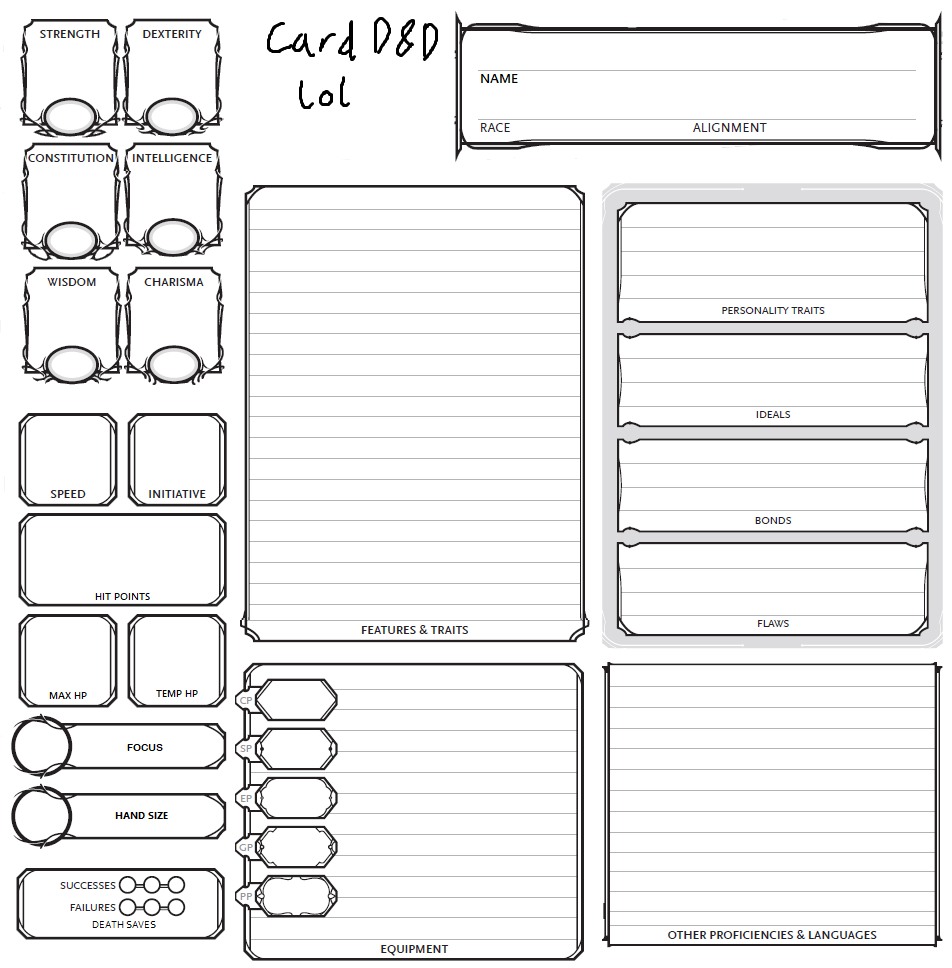 STRENGTH DEXTERITY
Card D&D
lol
NAME
RACE ALIGNMENT
CONSTITUTION INTELLIGENCE
WISDOM CHARISMA
SPEED INITIATIVE
HIT POINTS
MAX HP TEMP HP
FOCUS
HAND SIZE
SUCCESSES
FAILURES
DEATH SAVES
FEATURES & TRAITS
CP
SP
EP
GP
PP
EQUIPMENT
PERSONALITY TRAITS
IDEALS
BONDS
FLAWS
OTHER PROFICIENCIES & LANGUAGES